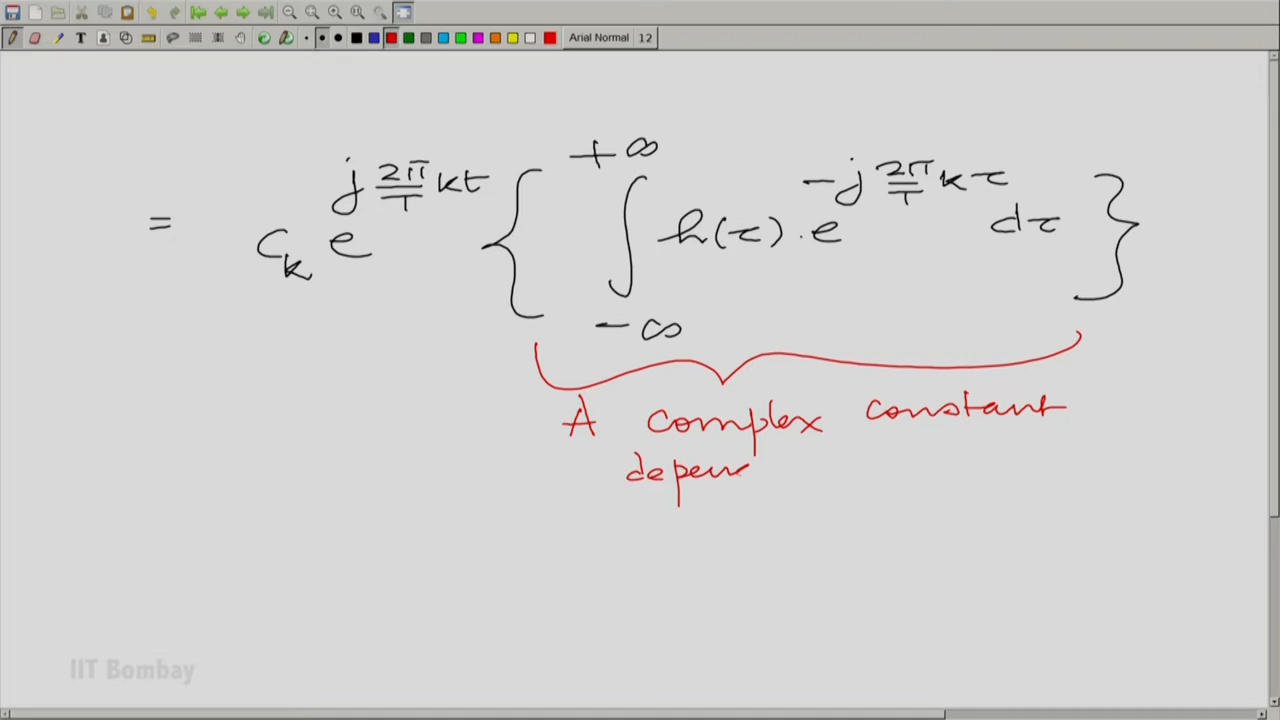 Arial Normal 12
= c_k e^{j 2π/T kt} { ∫_{-∞}^{+∞} h(τ) . e^{-j 2π/T kτ} dτ }
A complex constant
depen
IIT Bombay